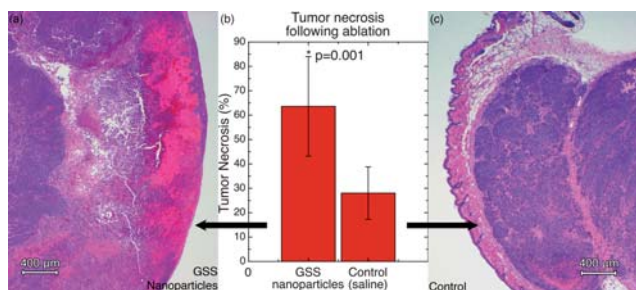 (a)
400 μm
GSS
Nanoparticles
(b)
Tumor necrosis
following ablation
* p=0.001
Tumor Necrosis (%)
90
80
70
60
50
40
30
20
10
0
0
GSS
nanoparticles
Control
(saline)
(c)
400 μm
Control